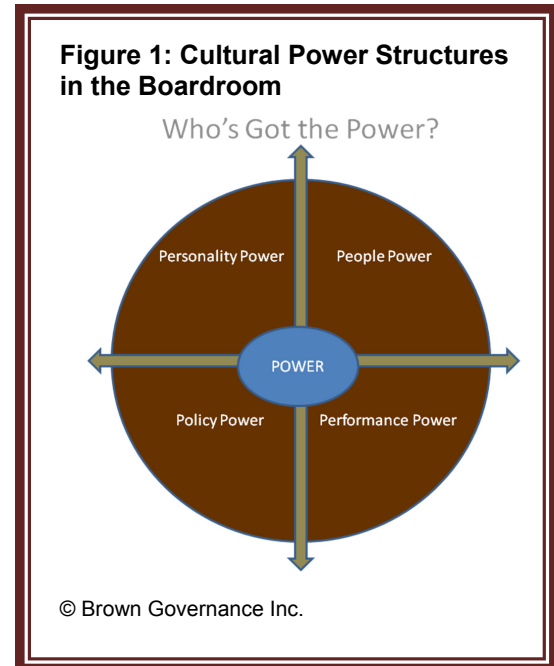 Figure 1: Cultural Power Structures
in the Boardroom
Who's Got the Power?
Personality Power
People Power
POWER
Policy Power
Performance Power
© Brown Governance Inc.